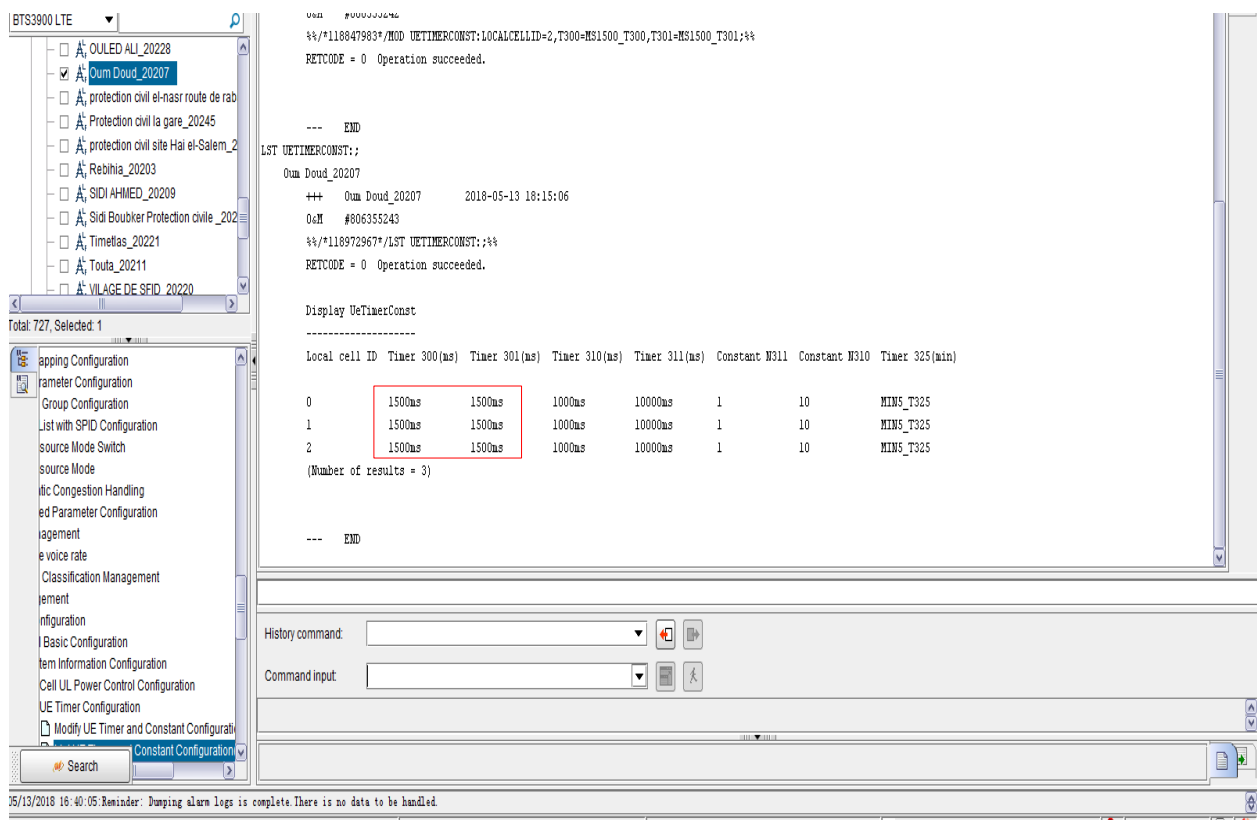 BTS3900 LTE
OULED ALI_20228
Oum Doud_20207
protection civil el-nasr route de rab
Protection civil la gare_20245
protection civil site Hai el-Salem_2
Rebihia_20203
SIDI AHMED_20209
Sidi Boubker Protection civile _202
Timetlas_20221
Touta_20211
VILAGE DE SFID_20220
Total: 727, Selected: 1
apping Configuration
rameter Configuration
Group Configuration
List with SPID Configuration
source Mode Switch
source Mode
tic Congestion Handling
ed Parameter Configuration
agement
e voice rate
Classification Management
gement
nfiguration
l Basic Configuration
tem Information Configuration
Cell UL Power Control Configuration
UE Timer Configuration
Modify UE Timer and Constant Configurati
Constant Configuration
Search
O&M #806355242
%%/*118847983*/MOD UETIMERCONST:LOCALCELLID=2,T300=MS1500_T300,T301=MS1500_T301;%%
RETCODE = 0 Operation succeeded.
--- END
LST UETIMERCONST:;
Oum Doud_20207
+++ Oum Doud_20207 2018-05-13 18:15:06
O&M #806355243
%%/*118972967*/LST UETIMERCONST:;%%
RETCODE = 0 Operation succeeded.
Display UeTimerConst
--------------------
Local cell ID Timer 300(ms) Timer 301(ms) Timer 310(ms) Timer 311(ms) Constant N311 Constant N310 Timer 325(min)
0 1500ms 1500ms 1000ms 10000ms 1 10 MIN5_T325
1 1500ms 1500ms 1000ms 10000ms 1 10 MIN5_T325
2 1500ms 1500ms 1000ms 10000ms 1 10 MIN5_T325
(Number of results = 3)
--- END
History command:
Command input:
05/13/2018 16:40:05:Reminder: Dumping alarm logs is complete.There is no data to be handled.